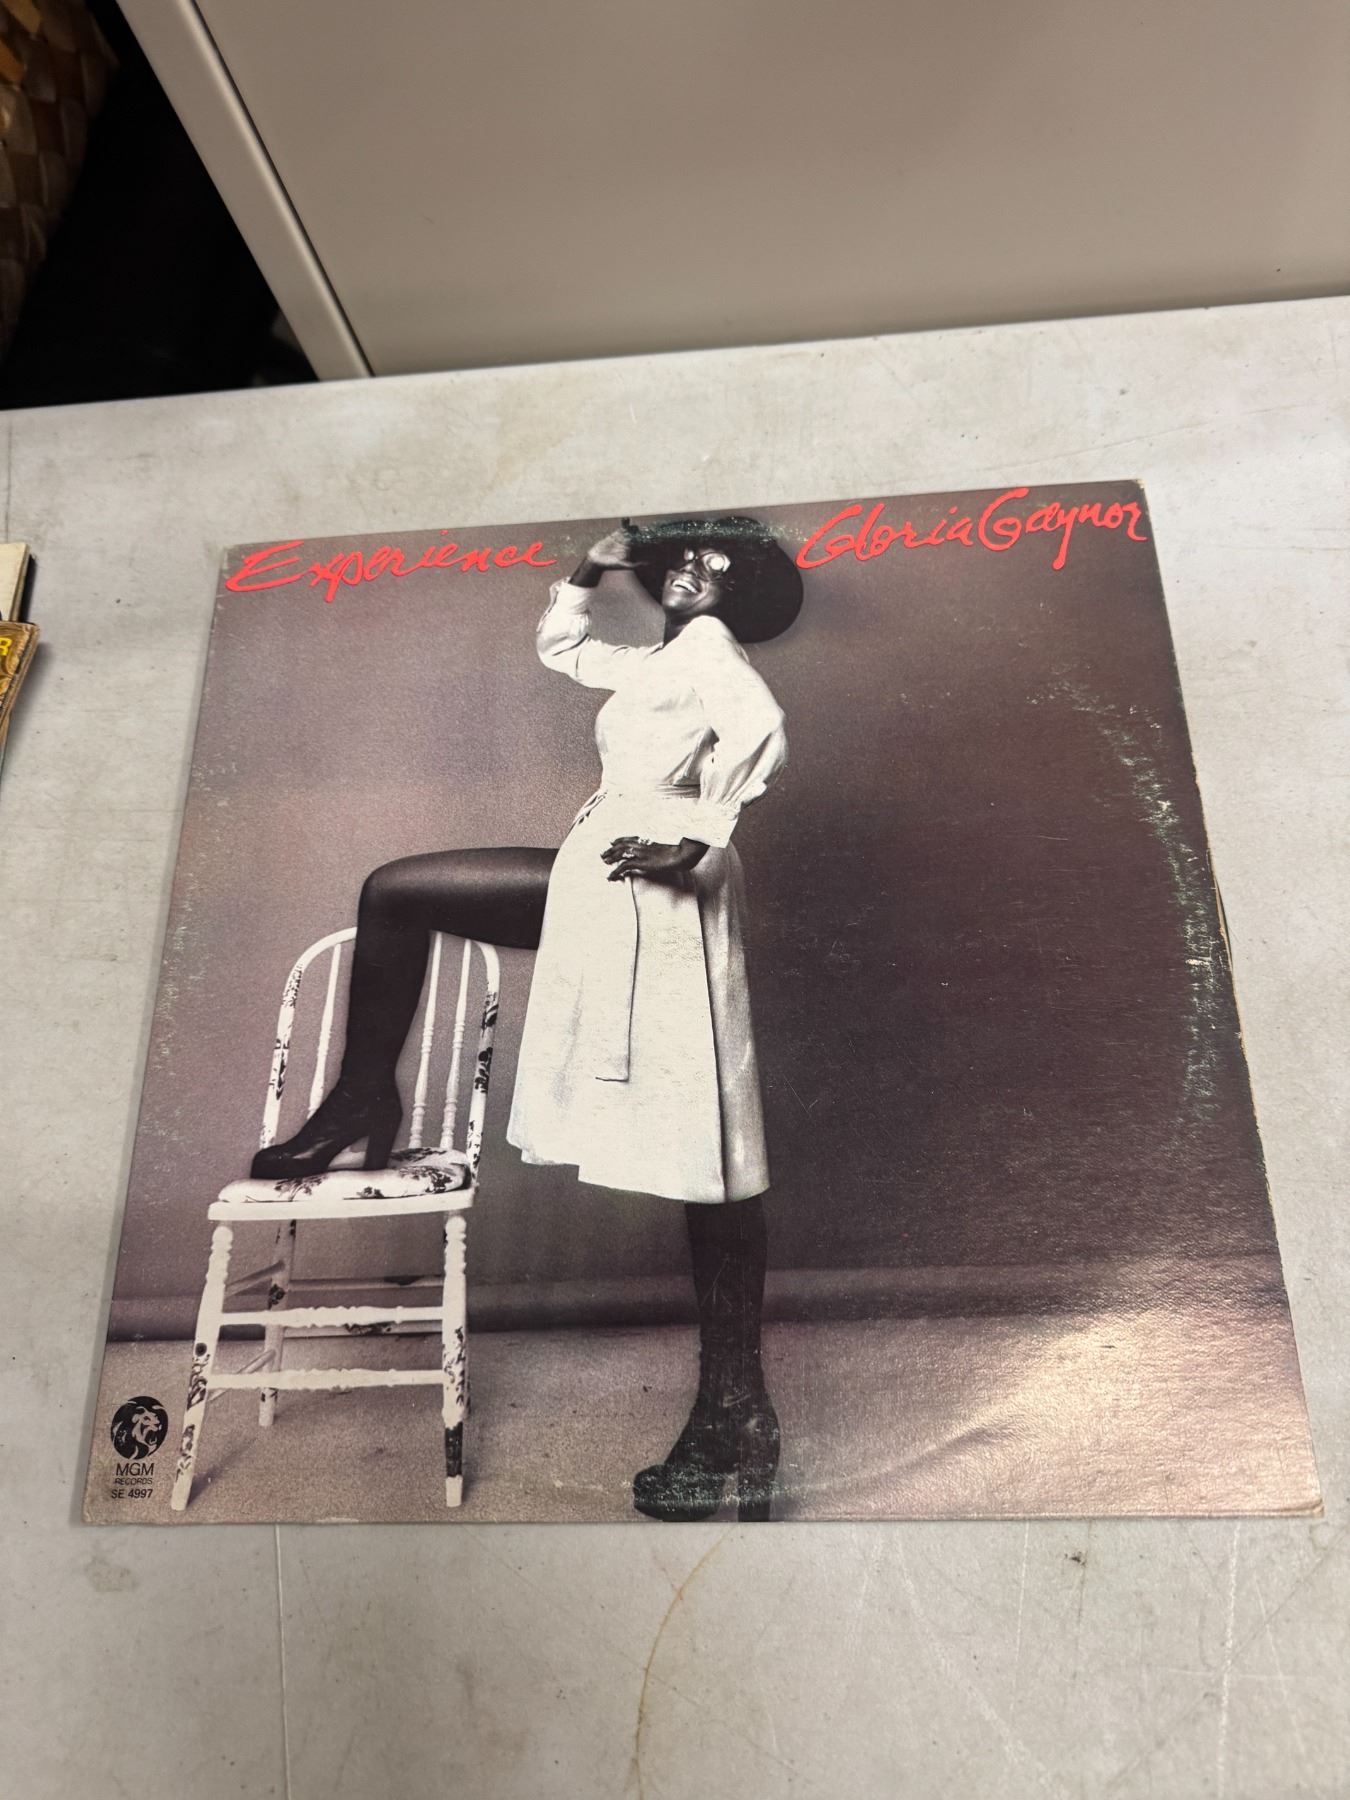 Experience Gloria Gaynor
MGM
RECORDS
SE 4997
R